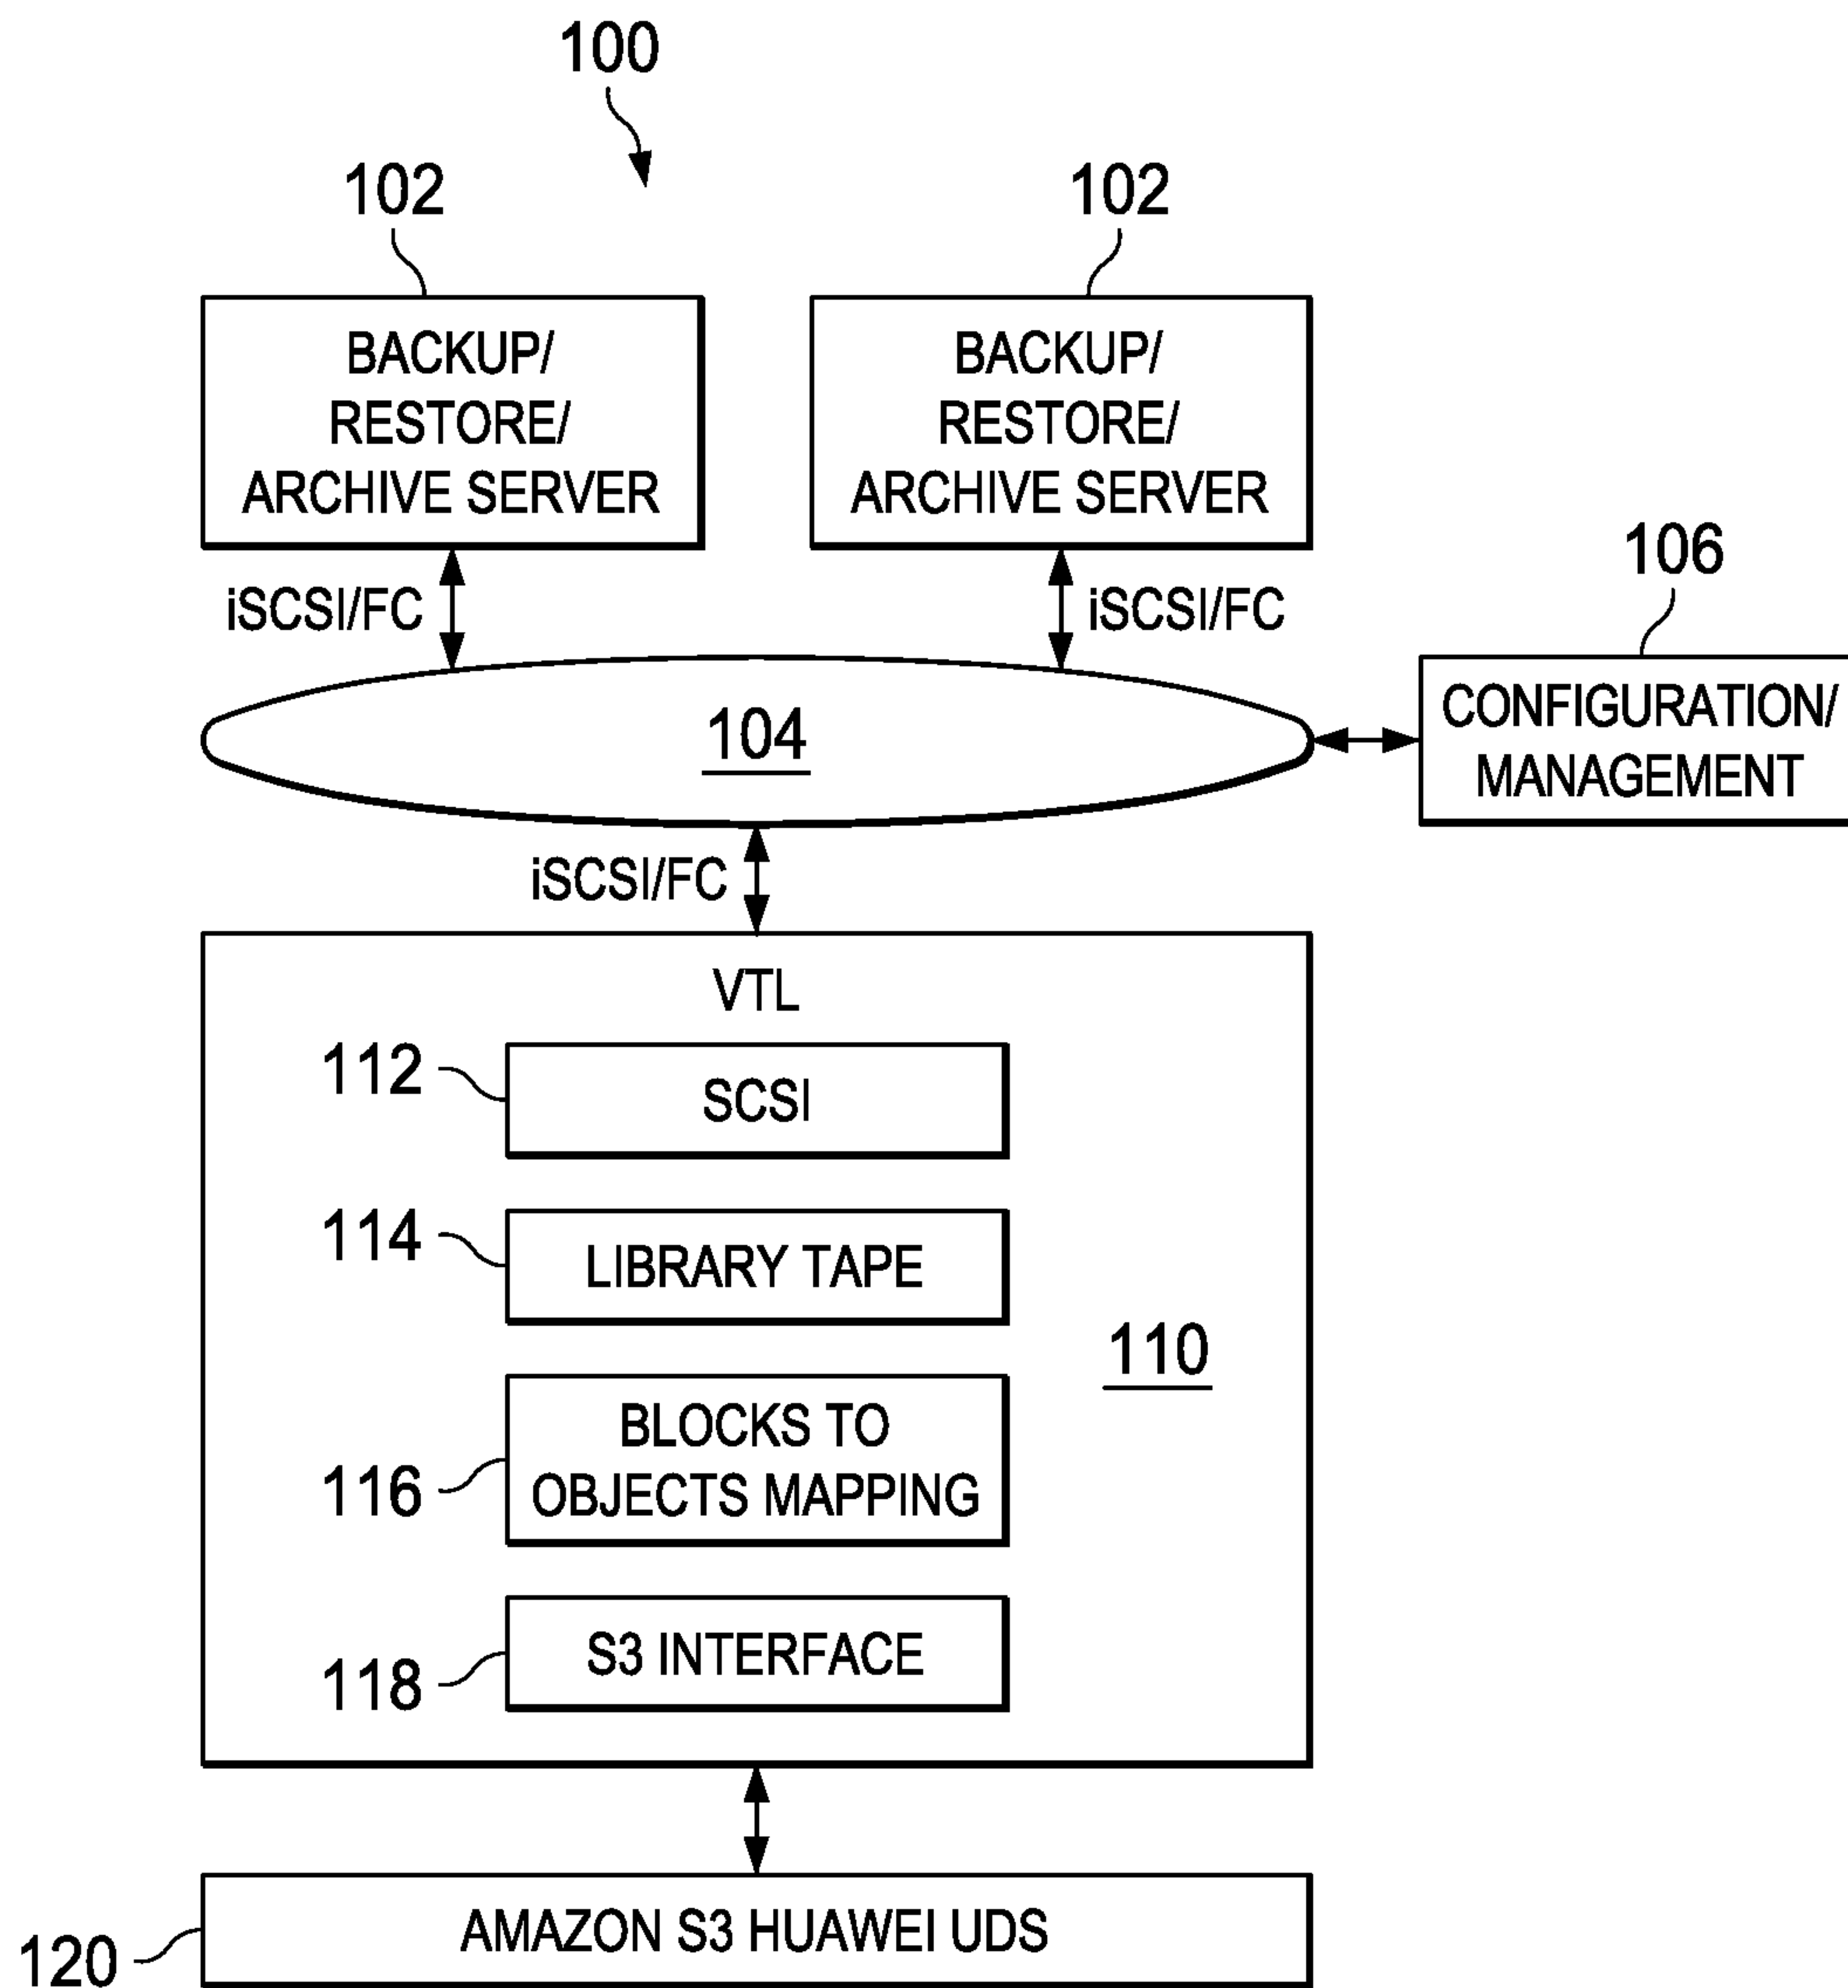 100
102
102
BACKUP/
RESTORE/
ARCHIVE SERVER
BACKUP/
RESTORE/
ARCHIVE SERVER
iSCSI/FC
iSCSI/FC
106
CONFIGURATION/
MANAGEMENT
104
iSCSI/FC
VTL
112
SCSI
114
LIBRARY TAPE
110
116
BLOCKS TO
OBJECTS MAPPING
118
S3 INTERFACE
120
AMAZON S3 HUAWEI UDS